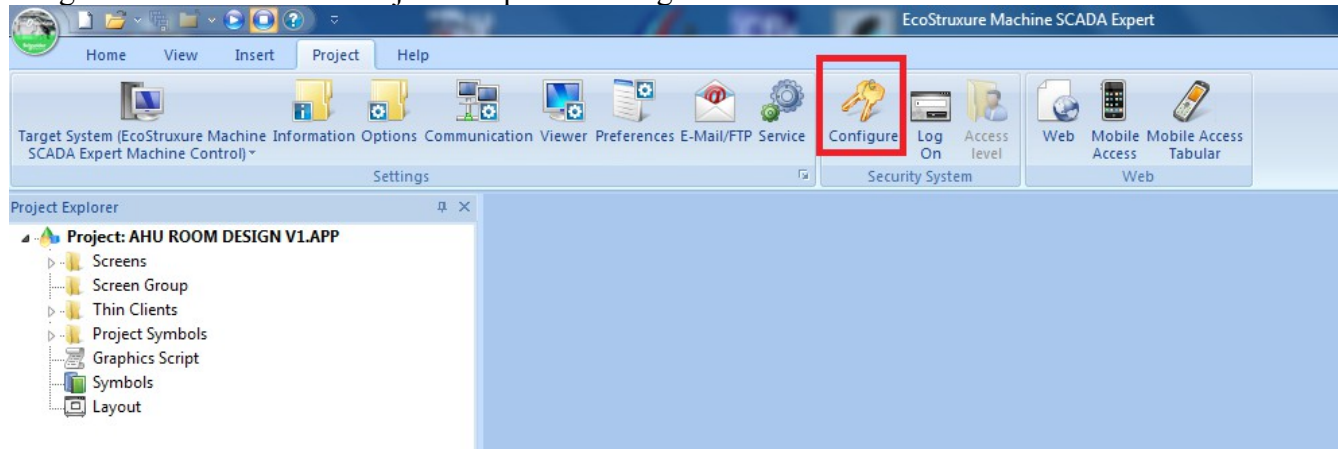 EcoStruxure Machine SCADA Expert
Home View Insert Project Help
Target System (EcoStruxure Machine SCADA Expert Machine Control) Information Options Communication Viewer Preferences E-Mail/FTP Service Configure Log On Access level Web Mobile Access Mobile Access Tabular
Settings Security System Web
Project Explorer
Project: AHU ROOM DESIGN V1.APP
Screens
Screen Group
Thin Clients
Project Symbols
Graphics Script
Symbols
Layout